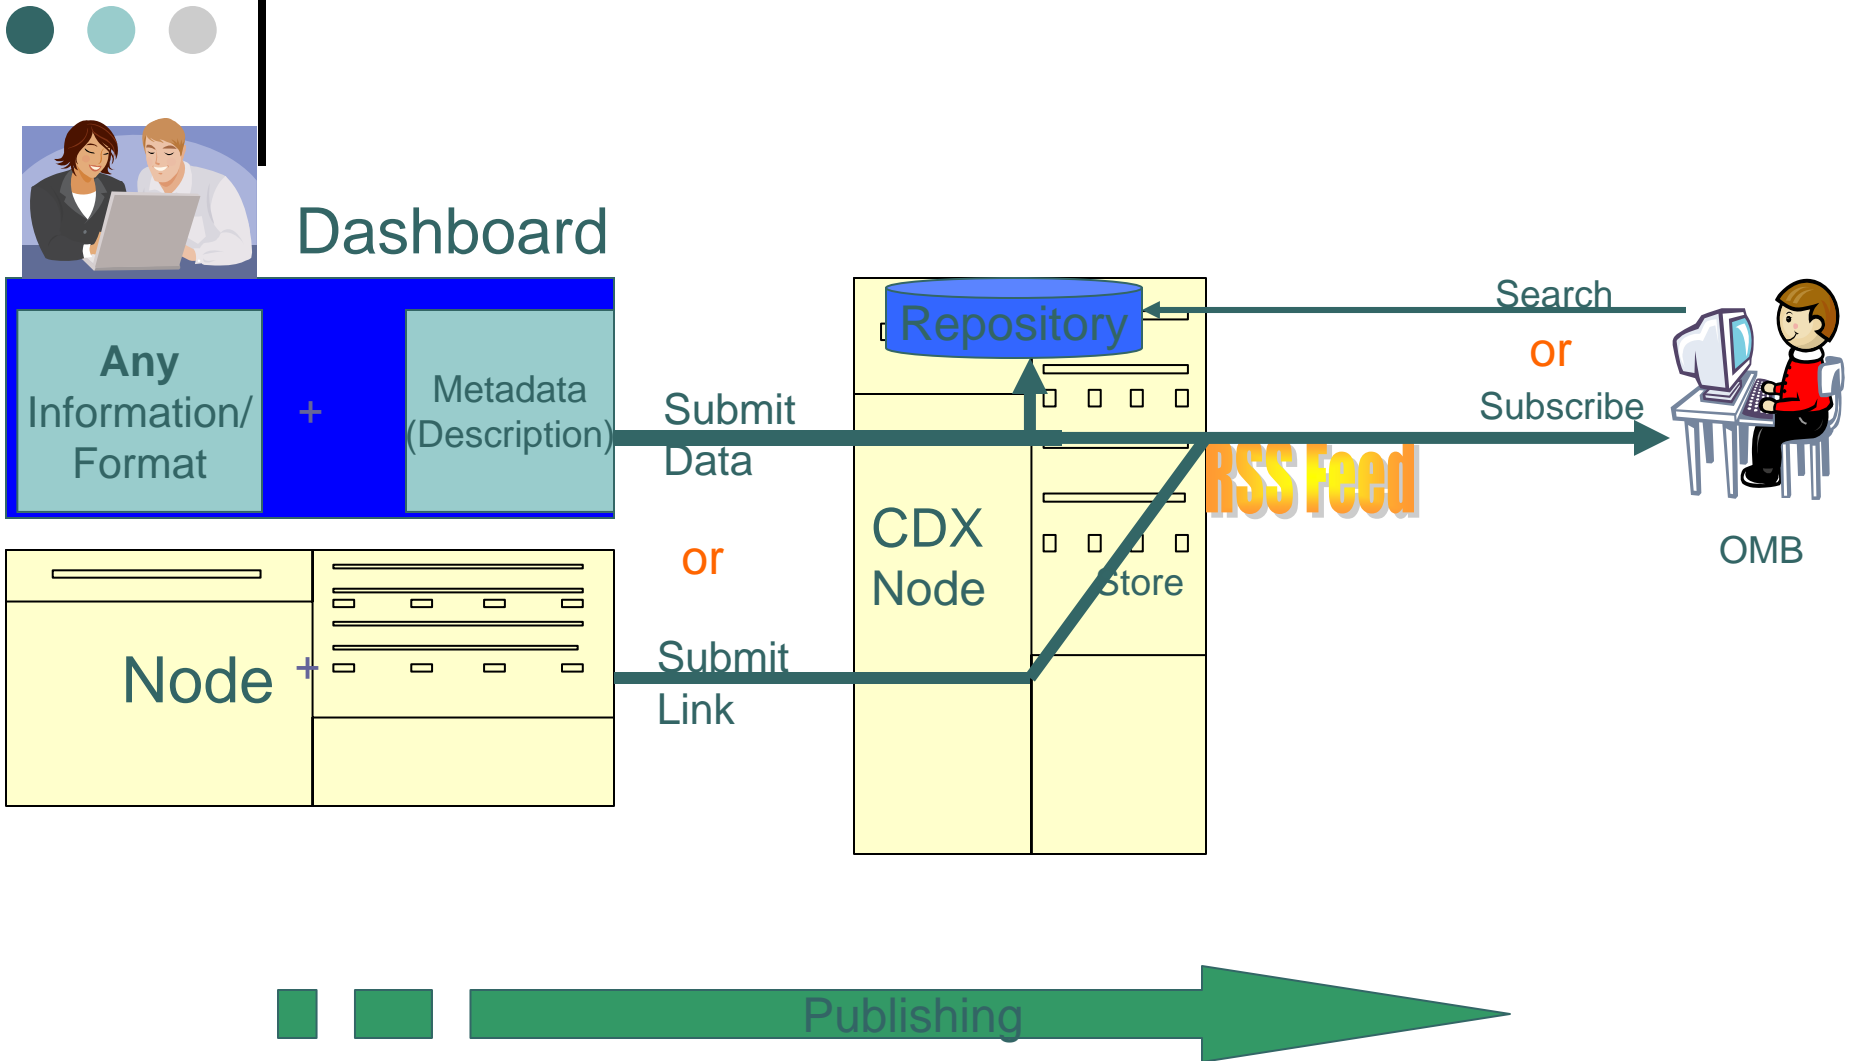 Dashboard
Any
Information/
Format
+
Metadata
(Description)
Submit
Data
or
Submit
Link
Node
+
Repository
CDX
Node
Store
RSS Feed
Search
or
Subscribe
OMB
Publishing